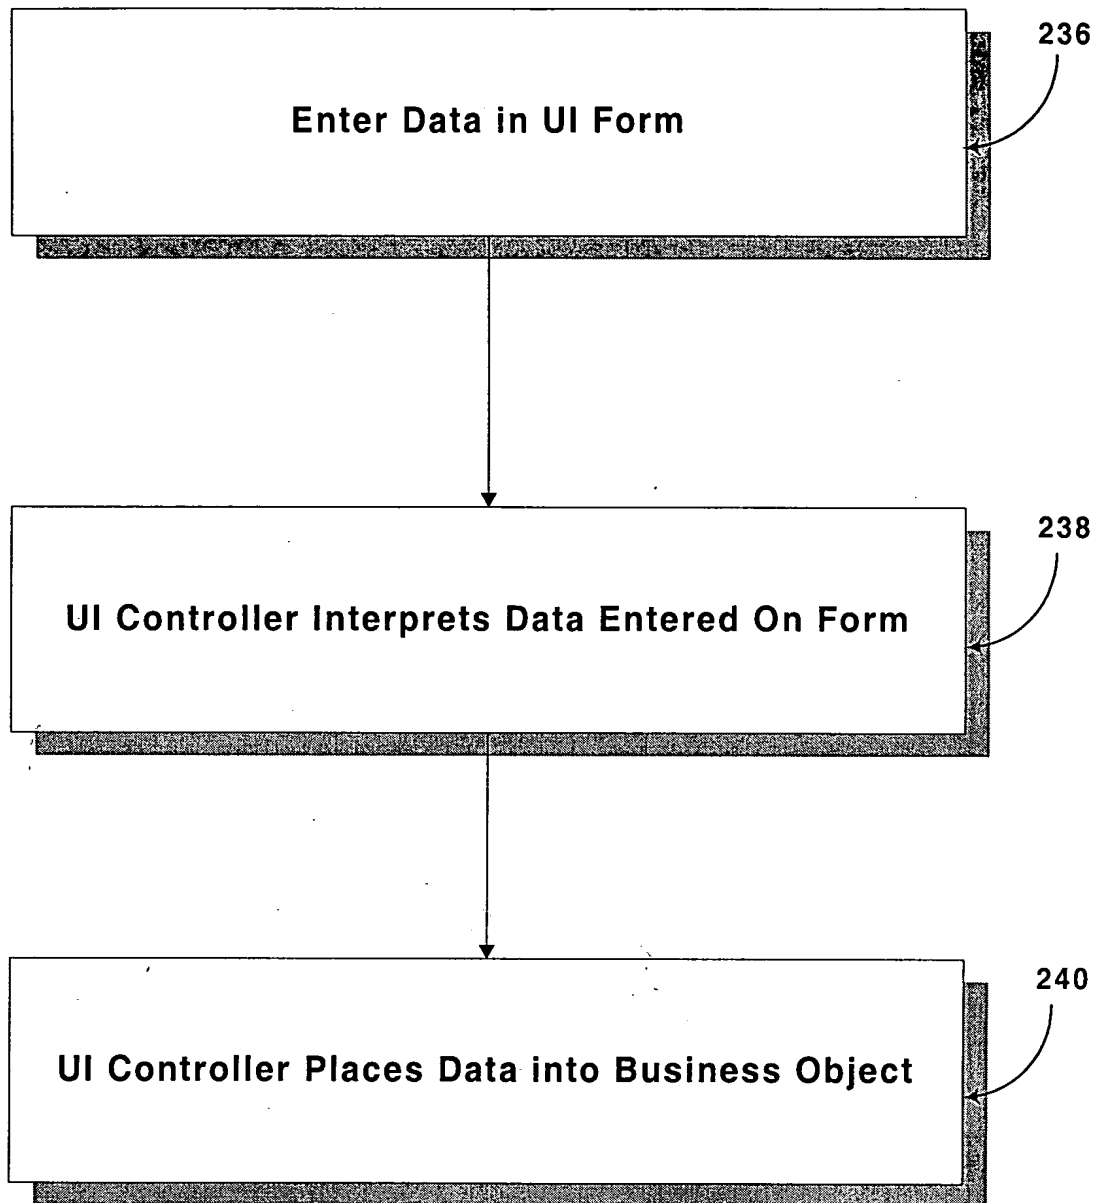 236
Enter Data in UI Form
238
UI Controller Interprets Data Entered On Form
240
UI Controller Places Data into Business Object